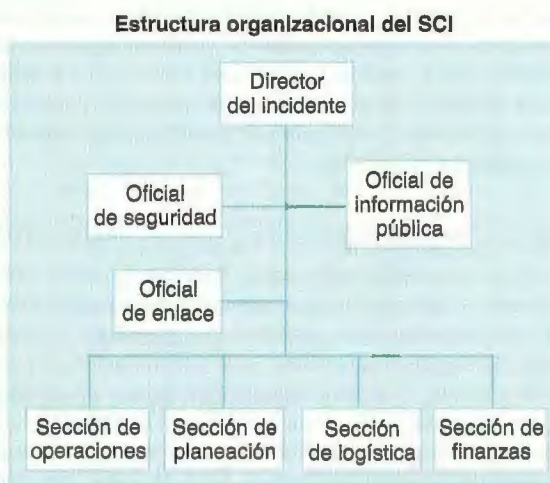 Estructura organizacional del SCI
Director
del incidente
Oficial
de seguridad
Oficial de
información
pública
Oficial
de enlace
Sección de
operaciones
Sección de
planeación
Sección
de logística
Sección de
finanzas